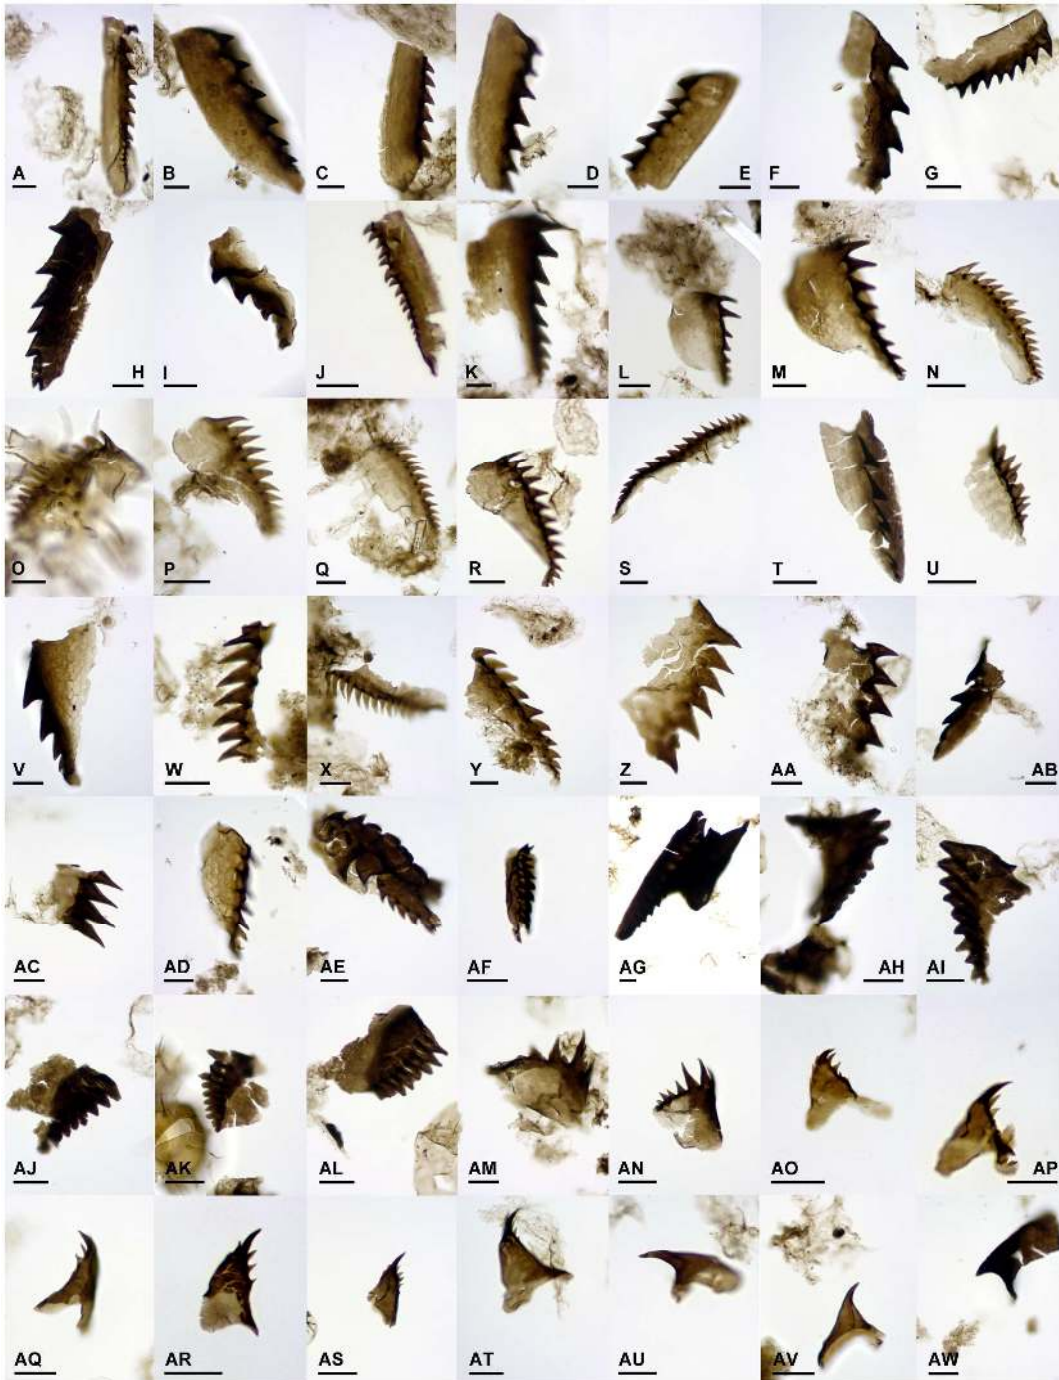 A B C D E F G
H I J K L M N
O P Q R S T U
V W X Y Z AA AB
AC AD AE AF AG AH AI
AJ AK AL AM AN AO AP
AQ AR AS AT AU AV AW